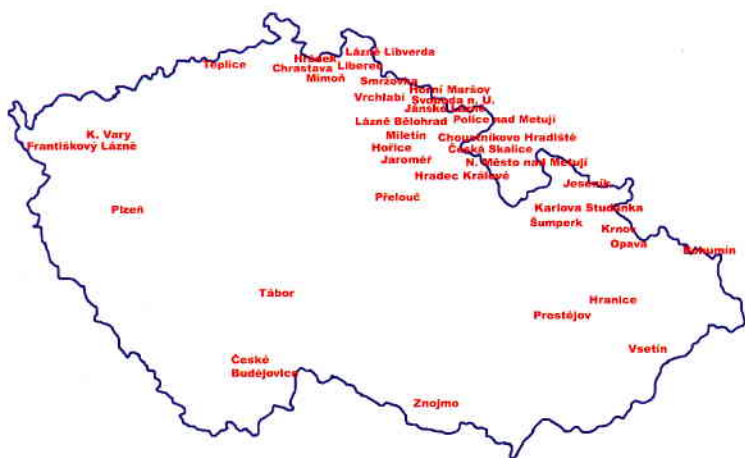 Lázně Libverda
Hrádek
Teplice
Chrastava
Liberec
Mimoň
Smržovka
Horní Maršov
Vrchlabí
Svoboda n. Ú.
Jánské Lázně
Lázně Bělohrad
Police nad Metují
K. Vary
Miletín
Choustníkovo Hradiště
Františkový Lázně
Hořice
Česká Skalice
Jaroměř
N. Město nad Metují
Hradec Králové
Jeseník
Přelouč
Plzeň
Karlova Studánka
Šumperk
Krnov
Opava
Bohumín
Tábor
Hranice
Prostějov
Vsetín
České
Budějovice
Znojmo